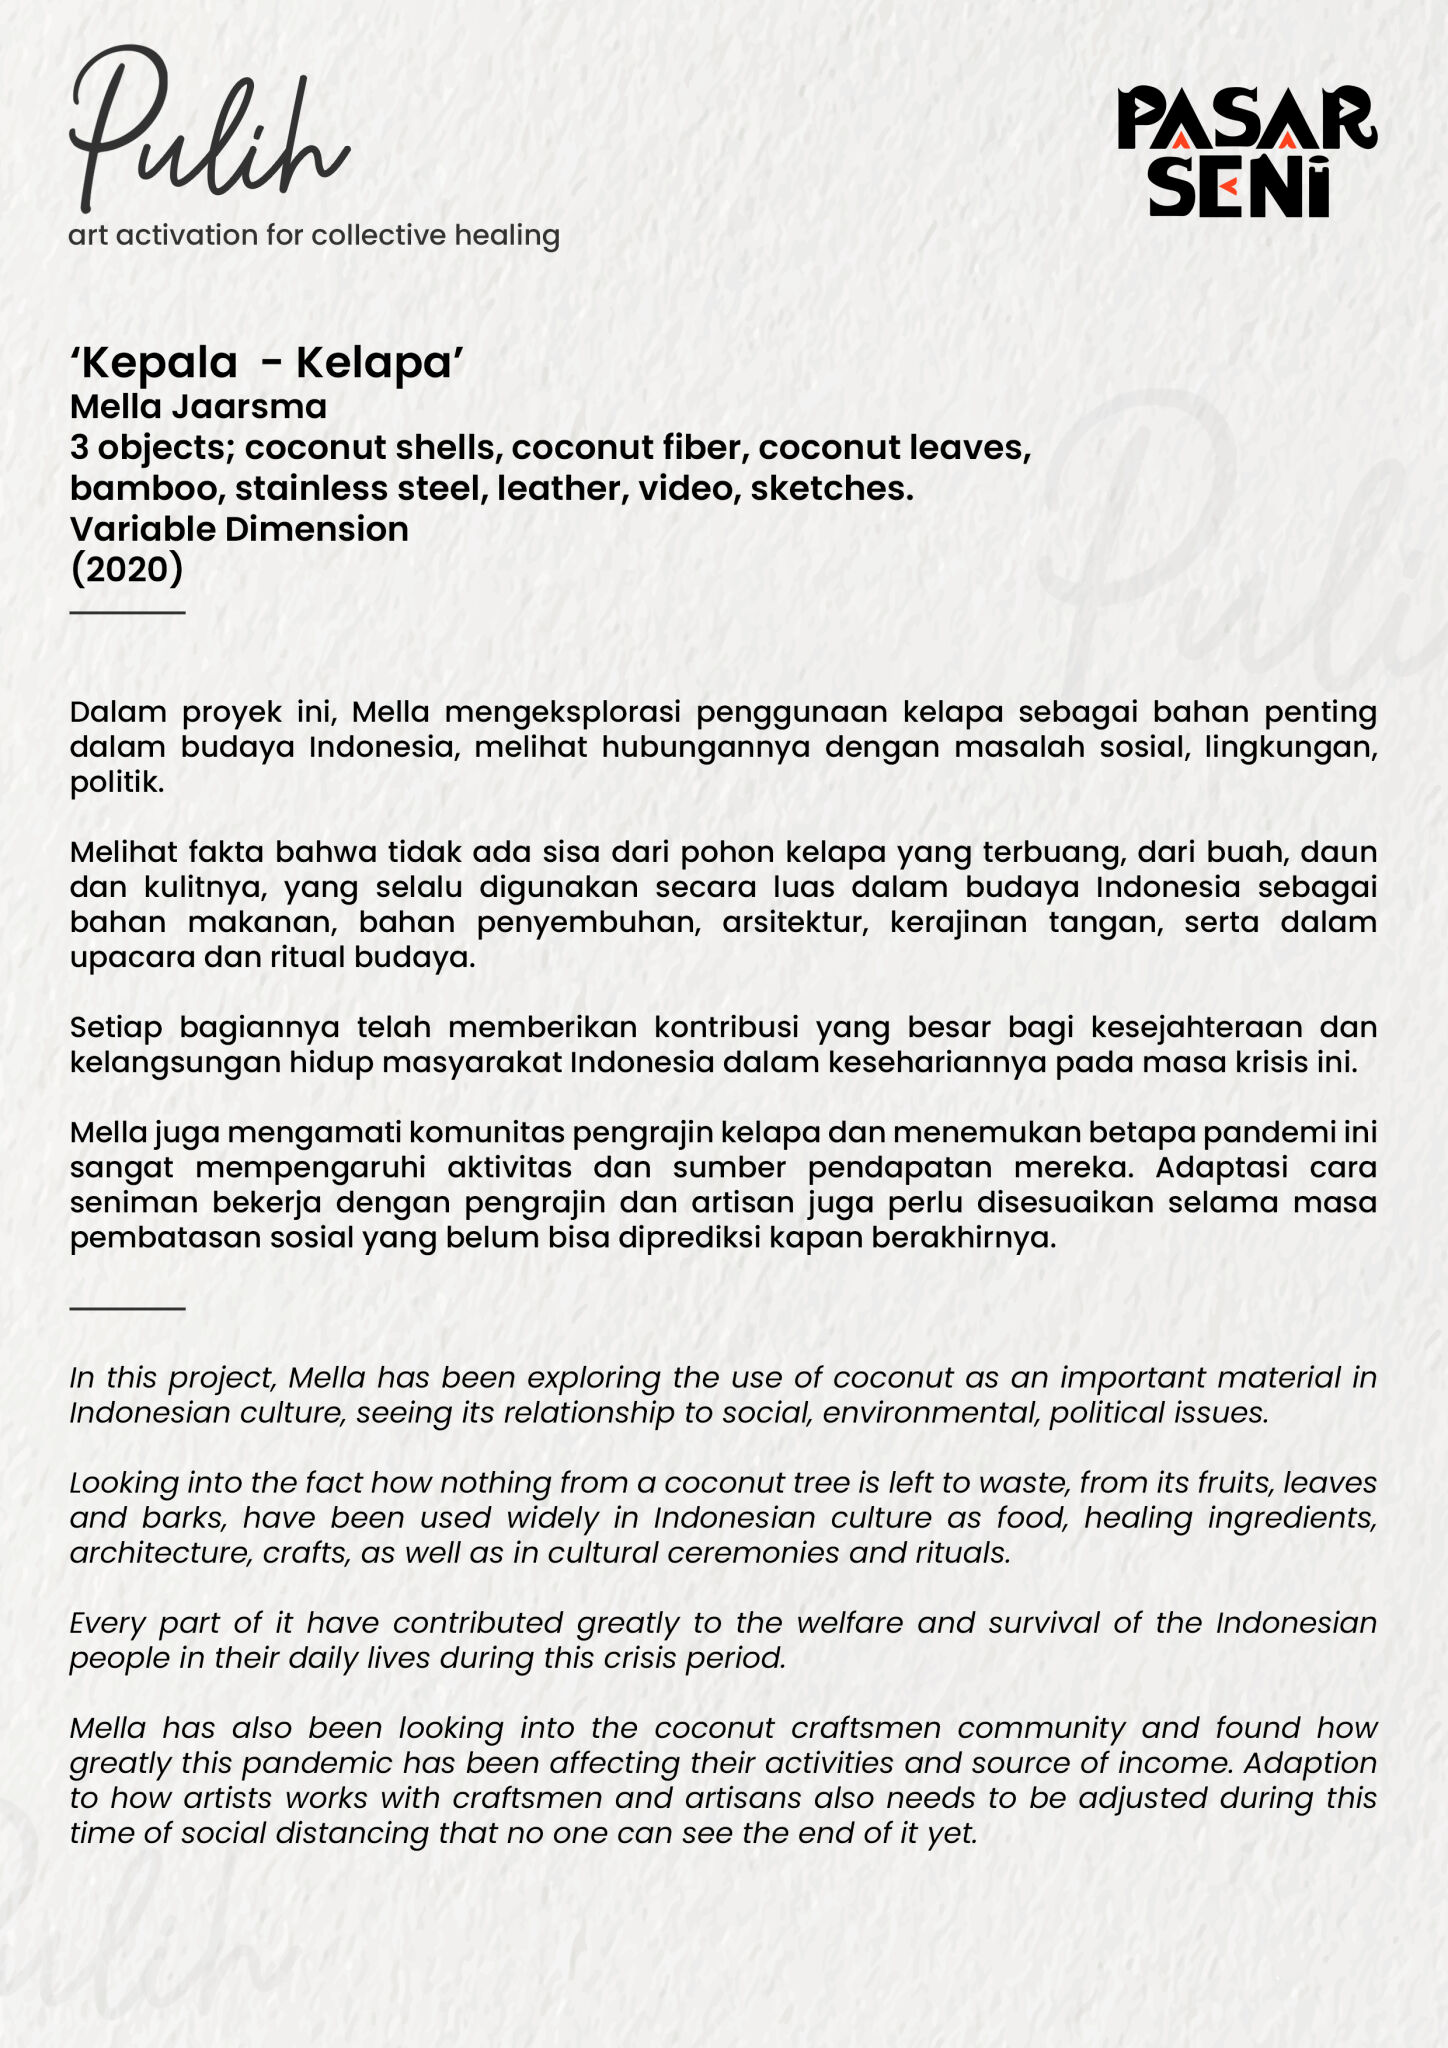 Pulih
art activation for collective healing
PASAR
SENI
‘Kepala - Kelapa’
Mella Jaarsma
3 objects; coconut shells, coconut fiber, coconut leaves,
bamboo, stainless steel, leather, video, sketches.
Variable Dimension
(2020)
Puli
Dalam proyek ini, Mella mengeksplorasi penggunaan kelapa sebagai bahan penting
dalam budaya Indonesia, melihat hubungannya dengan masalah sosial, lingkungan,
politik.
Melihat fakta bahwa tidak ada sisa dari pohon kelapa yang terbuang, dari buah, daun
dan kulitnya, yang selalu digunakan secara luas dalam budaya Indonesia sebagai
bahan makanan, bahan penyembuhan, arsitektur, kerajinan tangan, serta dalam
upacara dan ritual budaya.
Setiap bagiannya telah memberikan kontribusi yang besar bagi kesejahteraan dan
kelangsungan hidup masyarakat Indonesia dalam kesehariannya pada masa krisis ini.
Mella juga mengamati komunitas pengrajin kelapa dan menemukan betapa pandemi ini
sangat mempengaruhi aktivitas dan sumber pendapatan mereka. Adaptasi cara
seniman bekerja dengan pengrajin dan artisan juga perlu disesuaikan selama masa
pembatasan sosial yang belum bisa diprediksi kapan berakhirnya.
In this project, Mella has been exploring the use of coconut as an important material in
Indonesian culture, seeing its relationship to social, environmental, political issues.
Looking into the fact how nothing from a coconut tree is left to waste, from its fruits, leaves
and barks, have been used widely in Indonesian culture as food, healing ingredients,
architecture, crafts, as well as in cultural ceremonies and rituals.
Every part of it have contributed greatly to the welfare and survival of the Indonesian
people in their daily lives during this crisis period.
Mella has also been looking into the coconut craftsmen community and found how
greatly this pandemic has been affecting their activities and source of income. Adaption
to how artists works with craftsmen and artisans also needs to be adjusted during this
time of social distancing that no one can see the end of it yet.
Pulih